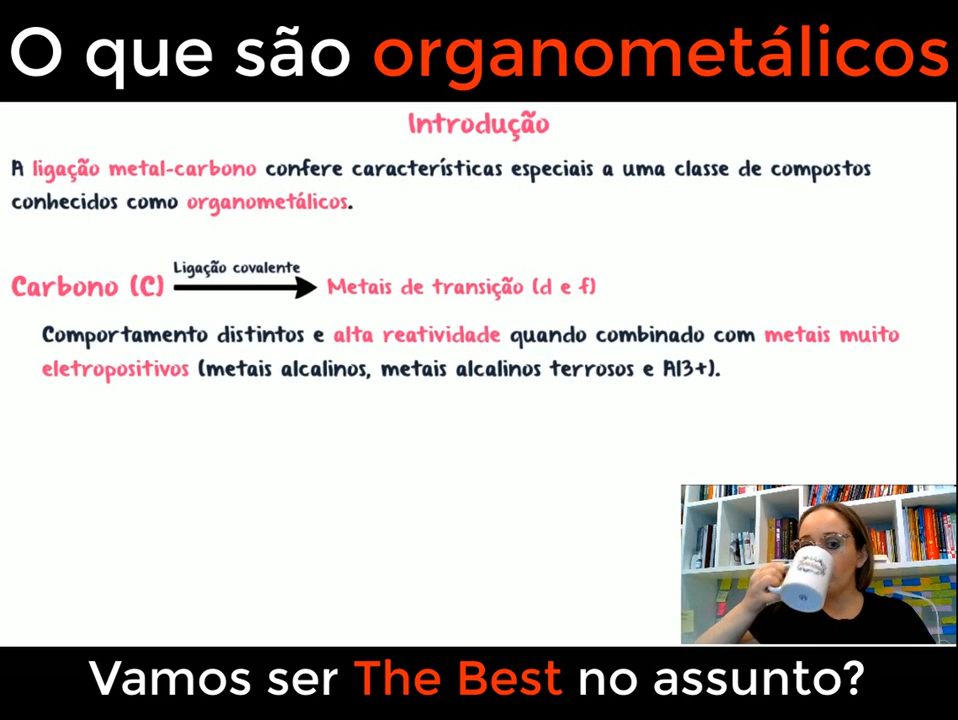 O que são organometálicos
Introdução
A ligação metal-carbono confere características especiais a uma classe de compostos
conhecidos como organometálicos.
Ligação covalente
Carbono (C) Metais de transição (d e f)
Comportamento distintos e alta reatividade quando combinado com metais muito
eletropositivos (metais alcalinos, metais alcalinos terrosos e Al3+).
Vamos ser The Best no assunto?